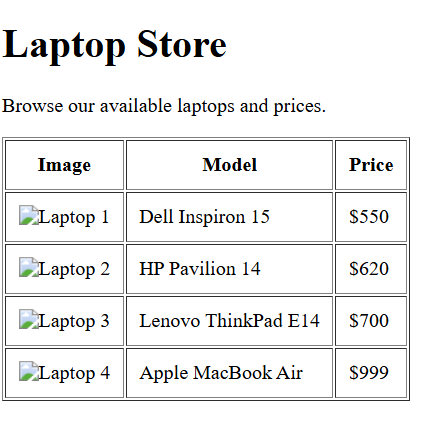 Laptop Store
Browse our available laptops and prices.
Image Model Price
Laptop 1 Dell Inspiron 15 $550
Laptop 2 HP Pavilion 14 $620
Laptop 3 Lenovo ThinkPad E14 $700
Laptop 4 Apple MacBook Air $999